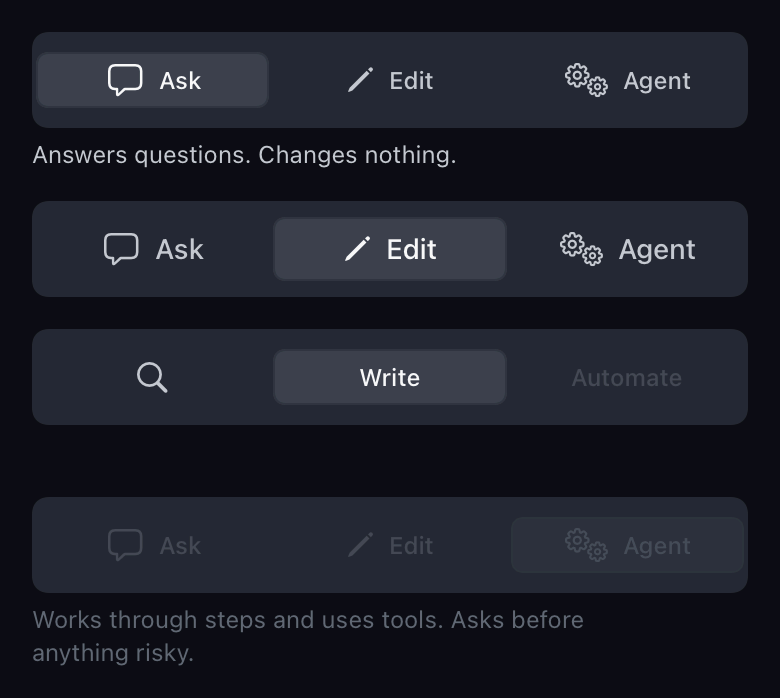 Ask Edit Agent
Answers questions. Changes nothing.
Ask Edit Agent
Write Automate
Ask Edit Agent
Works through steps and uses tools. Asks before
anything risky.